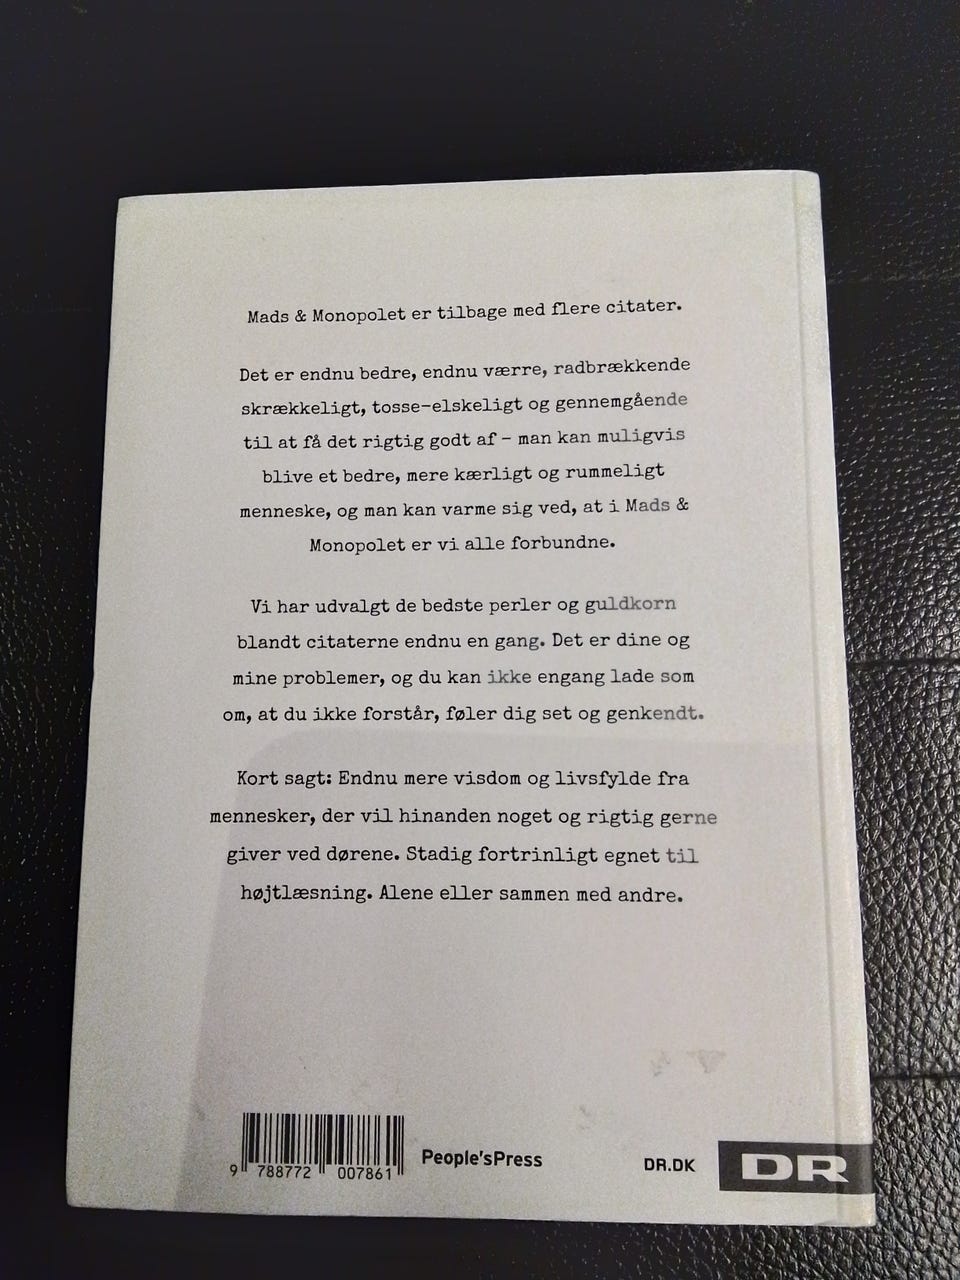 Mads & Monopolet er tilbage med flere citater.
Det er endnu bedre, endnu værre, radbrækkende
skrækkeligt, tosse-elskeligt og gennemgående
til at få det rigtig godt af – man kan muligvis
blive et bedre, mere kærligt og rummeligt
menneske, og man kan varme sig ved, at i Mads &
Monopolet er vi alle forbundne.
Vi har udvalgt de bedste perler og guldkorn
blandt citaterne endnu en gang. Det er dine og
mine problemer, og du kan ikke engang lade som
om, at du ikke forstår, føler dig set og genkendt.
Kort sagt: Endnu mere visdom og livsfylde fra
mennesker, der vil hinanden noget og rigtig gerne
giver ved dørene. Stadig fortrinligt egnet til
højtlæsning. Alene eller sammen med andre.
9 788772 007861
People'sPress
DR.DK
DR